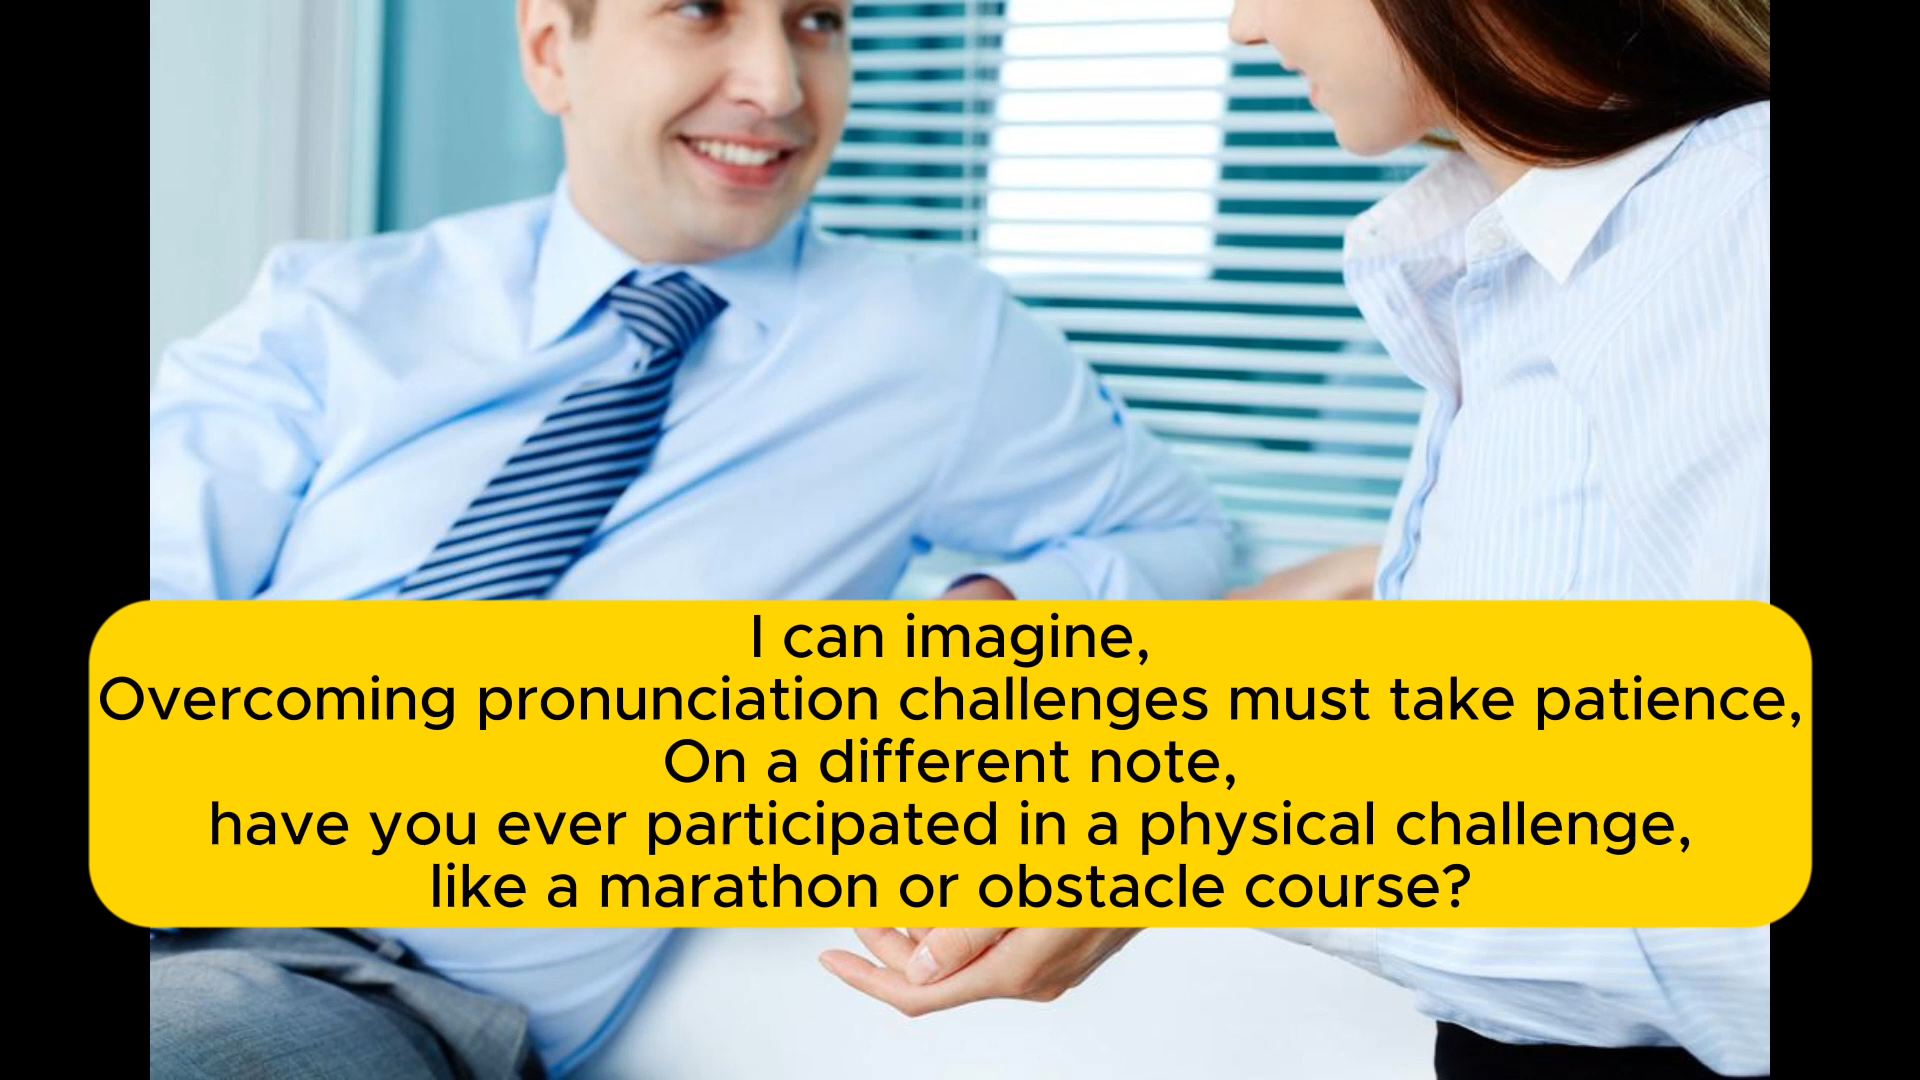 I can imagine,
Overcoming pronunciation challenges must take patience,
On a different note,
have you ever participated in a physical challenge,
like a marathon or obstacle course?